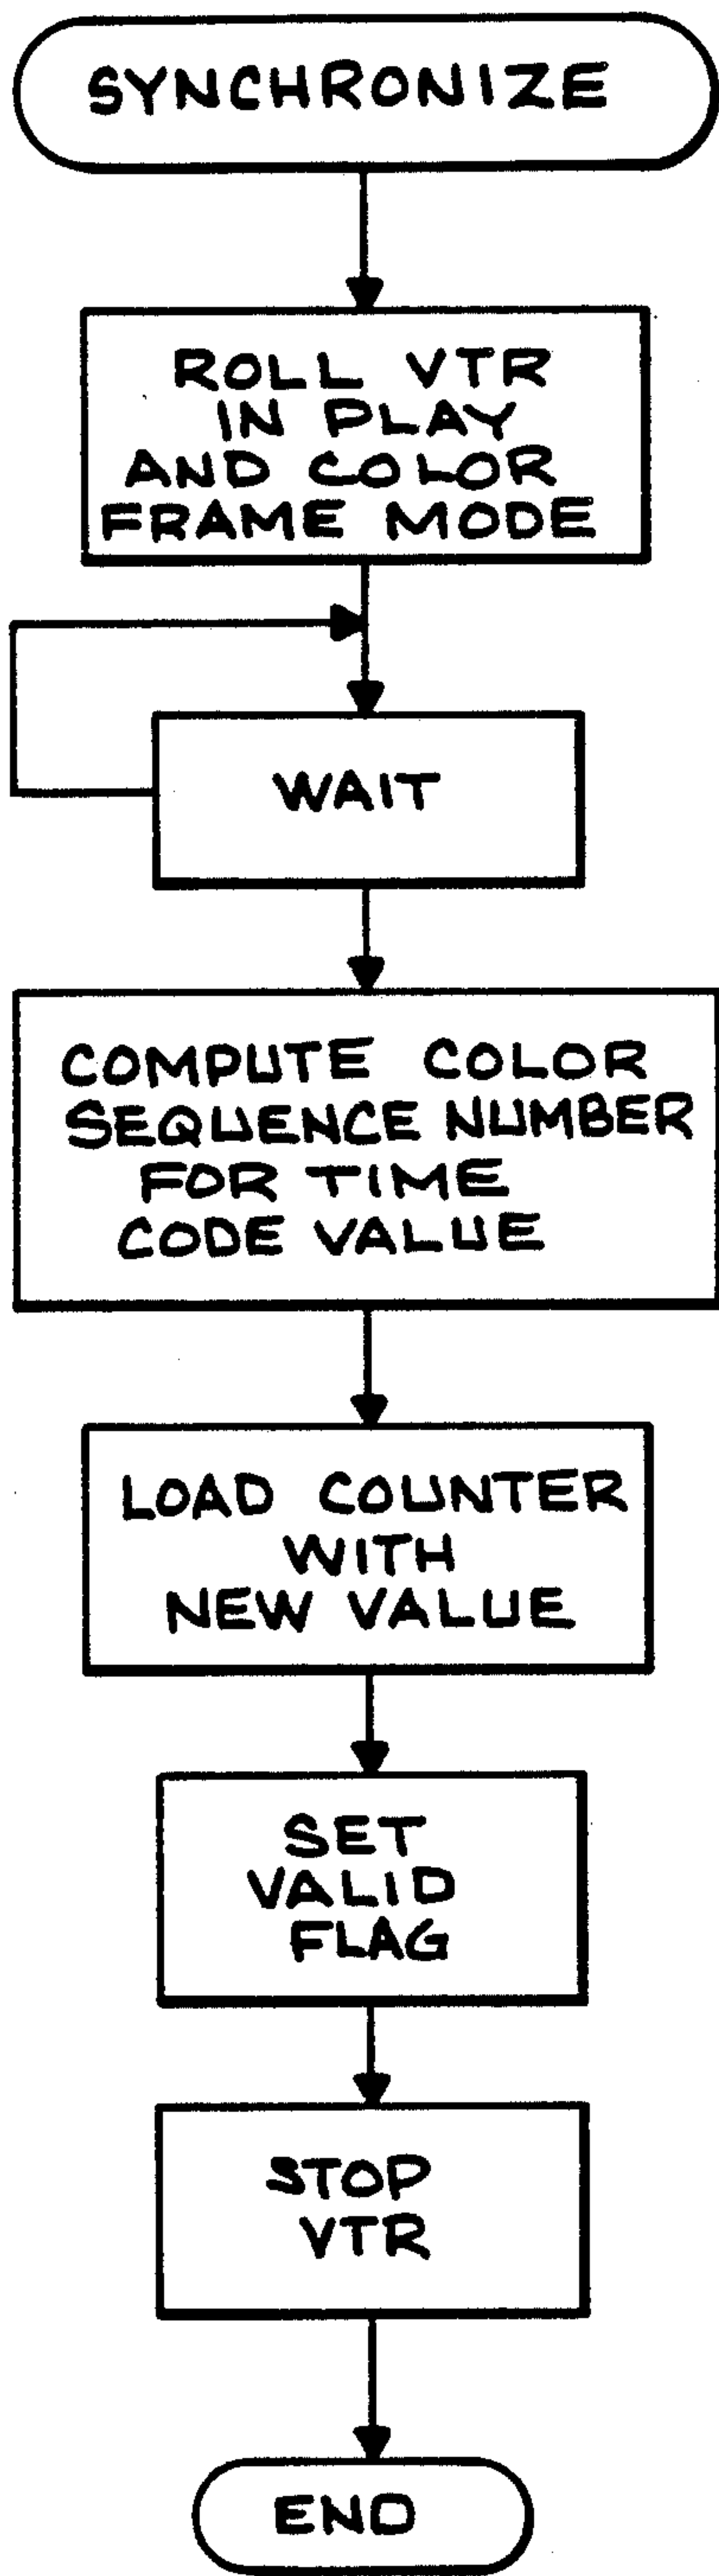 SYNCHRONIZE
ROLL VTR
IN PLAY
AND COLOR
FRAME MODE
WAIT
COMPUTE COLOR
SEQUENCE NUMBER
FOR TIME
CODE VALUE
LOAD COUNTER
WITH
NEW VALUE
SET
VALID
FLAG
STOP
VTR
END